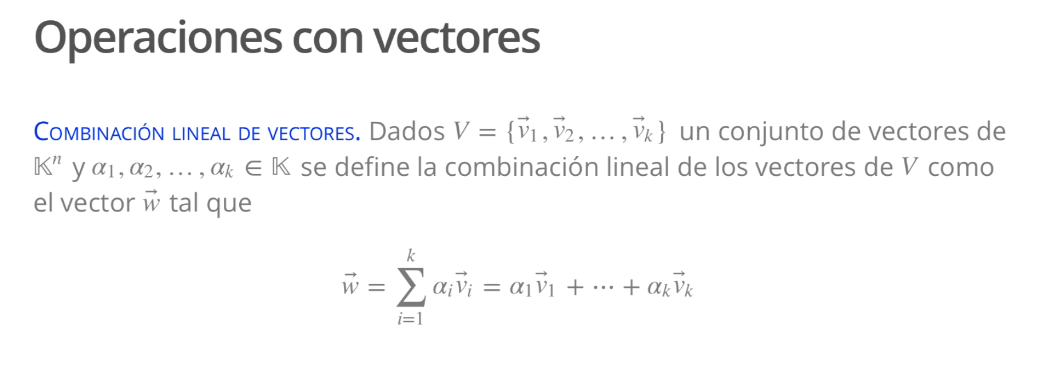 Operaciones con vectores
COMBINACIÓN LINEAL DE VECTORES. Dados $V = \{\vec{v}_1, \vec{v}_2, \ldots, \vec{v}_k\}$ un conjunto de vectores de
$\mathbb{K}^n$ y $\alpha_1, \alpha_2, \ldots, \alpha_k \in \mathbb{K}$ se define la combinación lineal de los vectores de $V$ como
el vector $\vec{w}$ tal que
$\vec{w} = \sum_{i=1}^{k} \alpha_i \vec{v}_i = \alpha_1 \vec{v}_1 + \cdots + \alpha_k \vec{v}_k$